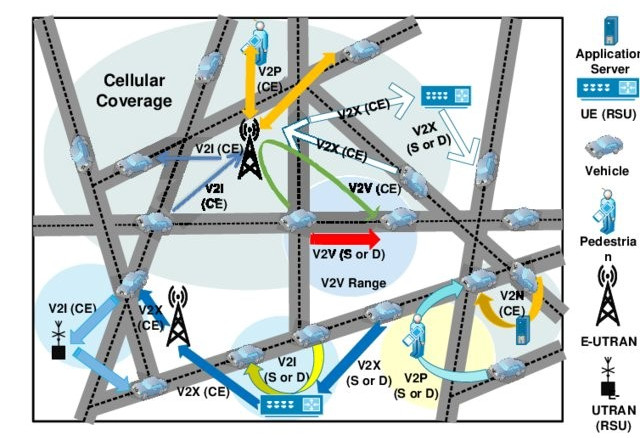 Cellular
Coverage
V2P
(CE)
V2X (CE)
V2X
(S or D)
V2I (CE)
V2X (CE)
V2I
(CE)
V2V (CE)
V2V (S or D)
V2V Range
V2I (CE)
V2X
(CE)
V2N
(CE)
V2I
(S or D)
V2X
(S or D)
V2P
(S or D)
V2X (CE)
Application
Server
UE (RSU)
Vehicle
Pedestria
n
E-UTRAN
E-
UTRAN
(RSU)